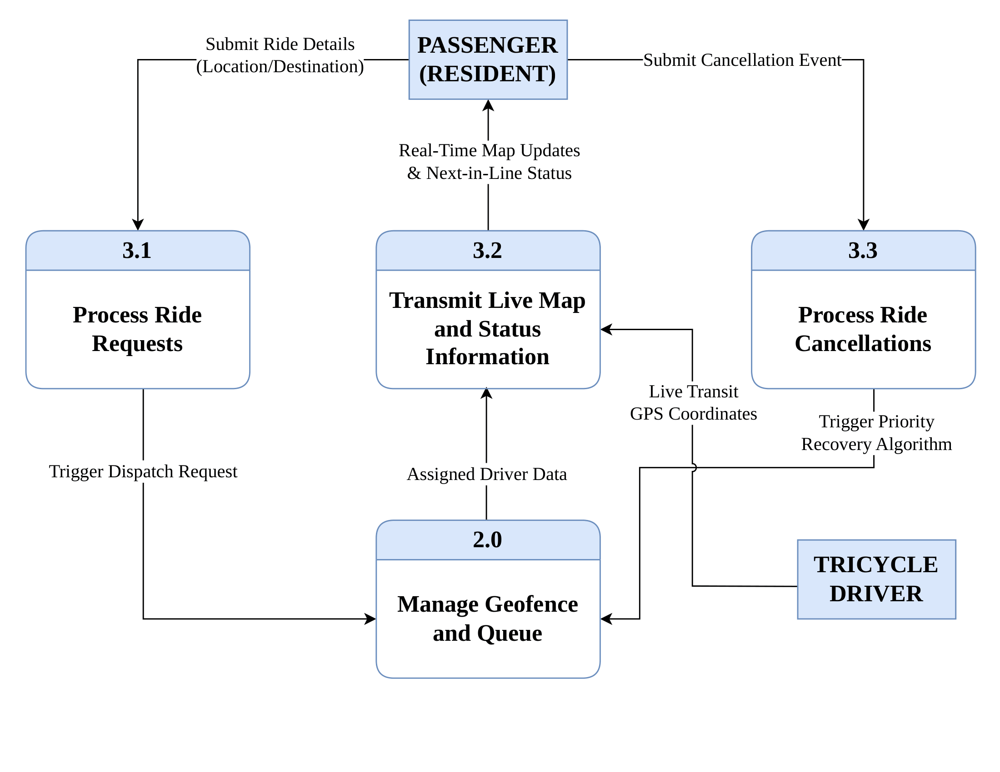 PASSENGER
(RESIDENT)
Submit Ride Details
(Location/Destination)
Submit Cancellation Event
Real-Time Map Updates
& Next-in-Line Status
3.1
Process Ride
Requests
3.2
Transmit Live Map
and Status
Information
3.3
Process Ride
Cancellations
Live Transit
GPS Coordinates
Trigger Priority
Recovery Algorithm
Trigger Dispatch Request
Assigned Driver Data
2.0
Manage Geofence
and Queue
TRICYCLE
DRIVER